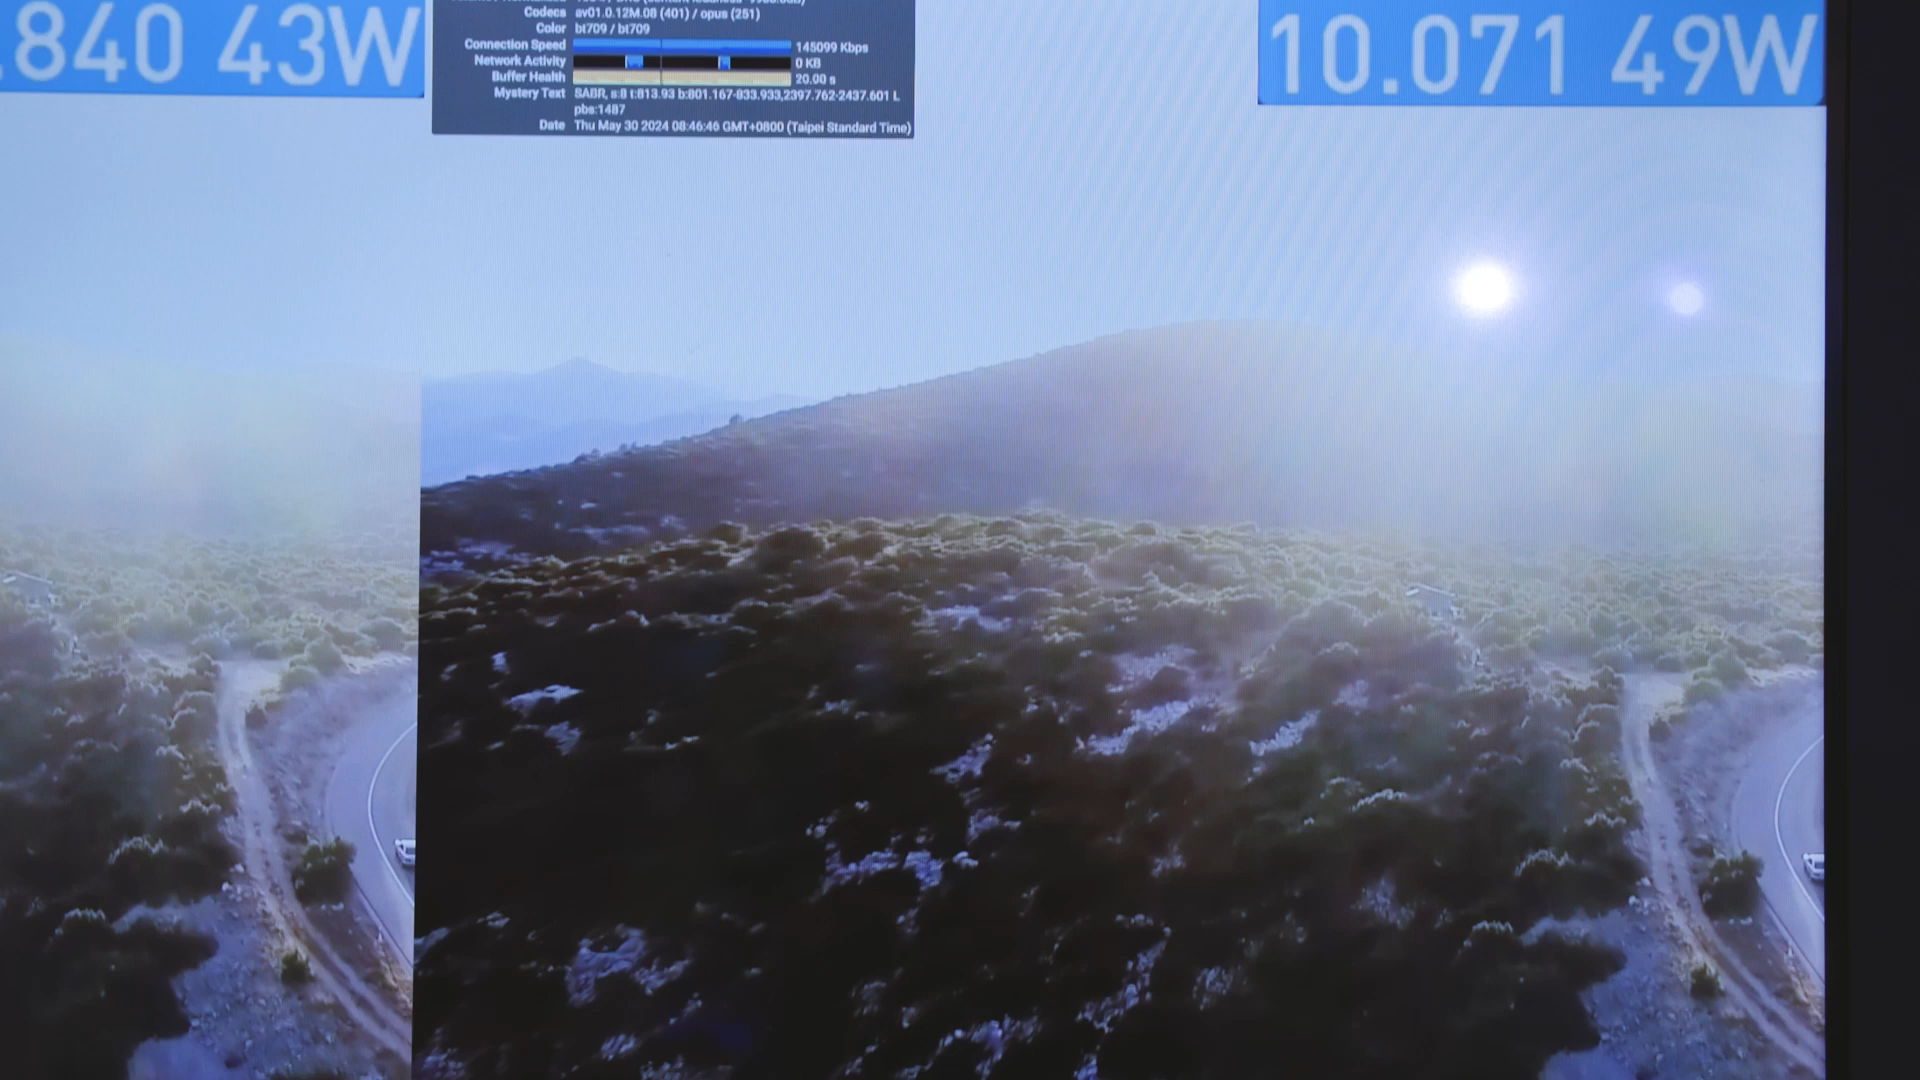 .840 43W
Codecs av01.0.12M.08 (401) / opus (251)
Color bt709 / bt709
Connection Speed 145099 Kbps
Network Activity 0 KB
Buffer Health 20.00 s
Mystery Text SABR, s:8 t:813.93 b:801.167-833.933,2397.762-2437.601 L
pbs:1487
Date Thu May 30 2024 08:46:46 GMT+0800 (Taipei Standard Time)
10.071 49W